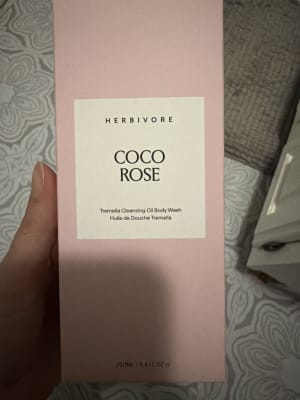 HERBIVORE
COCO
ROSE
Tremella Cleansing Oil Body Wash
Huile de Douche Tremella